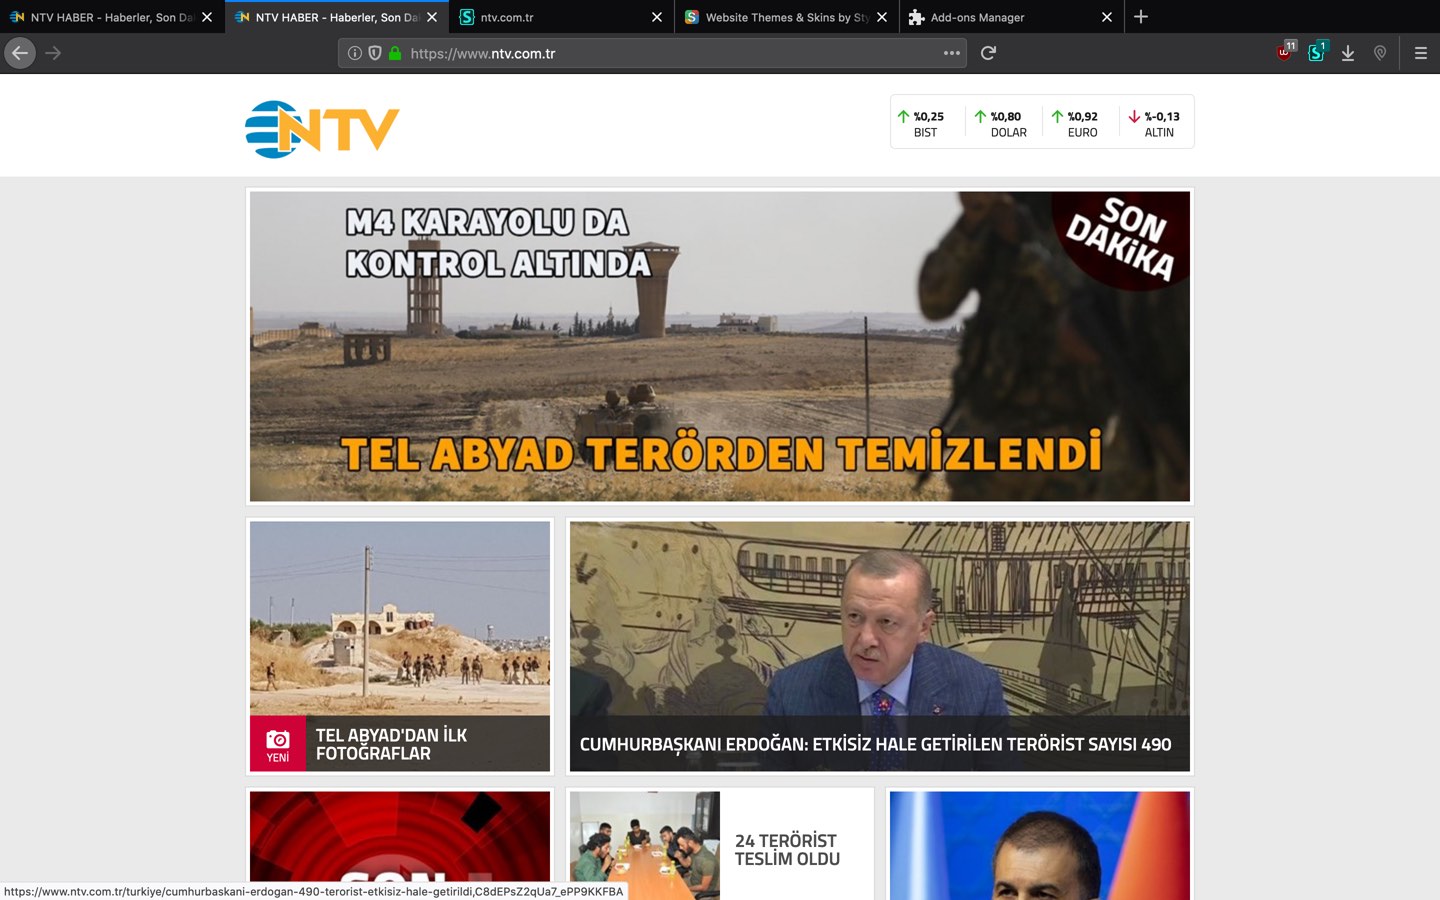 NTV HABER - Haberler, Son Da
NTV HABER - Haberler, Son Dak
ntv.com.tr
Website Themes & Skins by Sty
Add-ons Manager
https://www.ntv.com.tr
11
1
NTV
%0,25
BIST
%0,80
DOLAR
%0,92
EURO
%-0,13
ALTIN
M4 KARAYOLU DA
KONTROL ALTINDA
SON
DAKİKA
TEL ABYAD TERÖRDEN TEMİZLENDİ
YENİ
TEL ABYAD'DAN İLK
FOTOĞRAFLAR
CUMHURBAŞKANI ERDOĞAN: ETKİSİZ HALE GETİRİLEN TERÖRİST SAYISI 490
SON
24 TERÖRİST
TESLİM OLDU
https://www.ntv.com.tr/turkiye/cumhurbaskani-erdogan-490-terorist-etkisiz-hale-getirildi,C8dEPsZ2qUa7_ePP9KKFBA